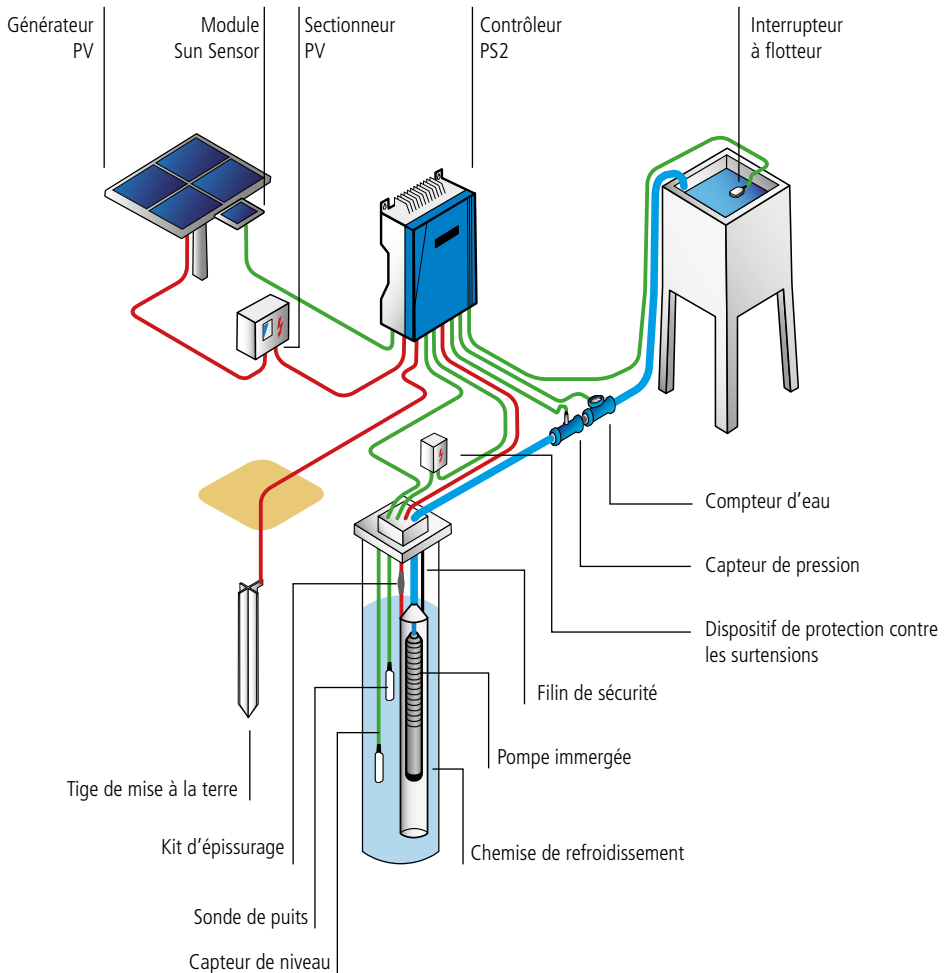 Générateur
PV
Module
Sun Sensor
Sectionneur
PV
Contrôleur
PS2
Interrupteur
à flotteur
Compteur d'eau
Capteur de pression
Dispositif de protection contre
les surtensions
Filin de sécurité
Pompe immergée
Tige de mise à la terre
Kit d'épissurage
Chemise de refroidissement
Sonde de puits
Capteur de niveau